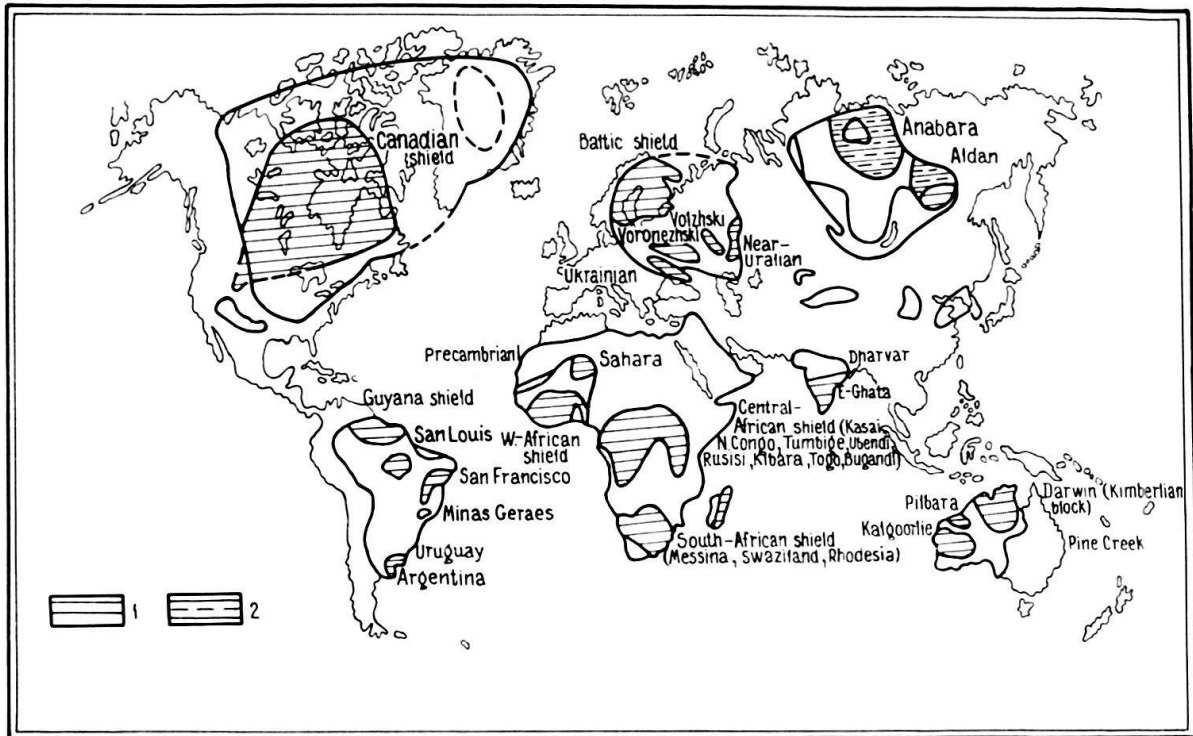 Canadian
shield
Baltic shield
Volzhski
Voronezhski
Near-
uralian
Ukrainian
Anabara
Aldan
Precambrian
Sahara
Dharvar
E-Ghata
Guyana shield
San Louis
W-African
shield
San Francisco
Minas Geraes
Uruguay
Argentina
Central-
African shield (Kasai,
N.Congo, Tumbige, Ubendi,
Rusisi, Kibara, Togo, Bugandi)
South-African shield
(Messina, Swaziland, Rhodesia)
Pilbara
Kalgoorlie
Darwin (Kimberlian
block)
Pine Creek
1
2